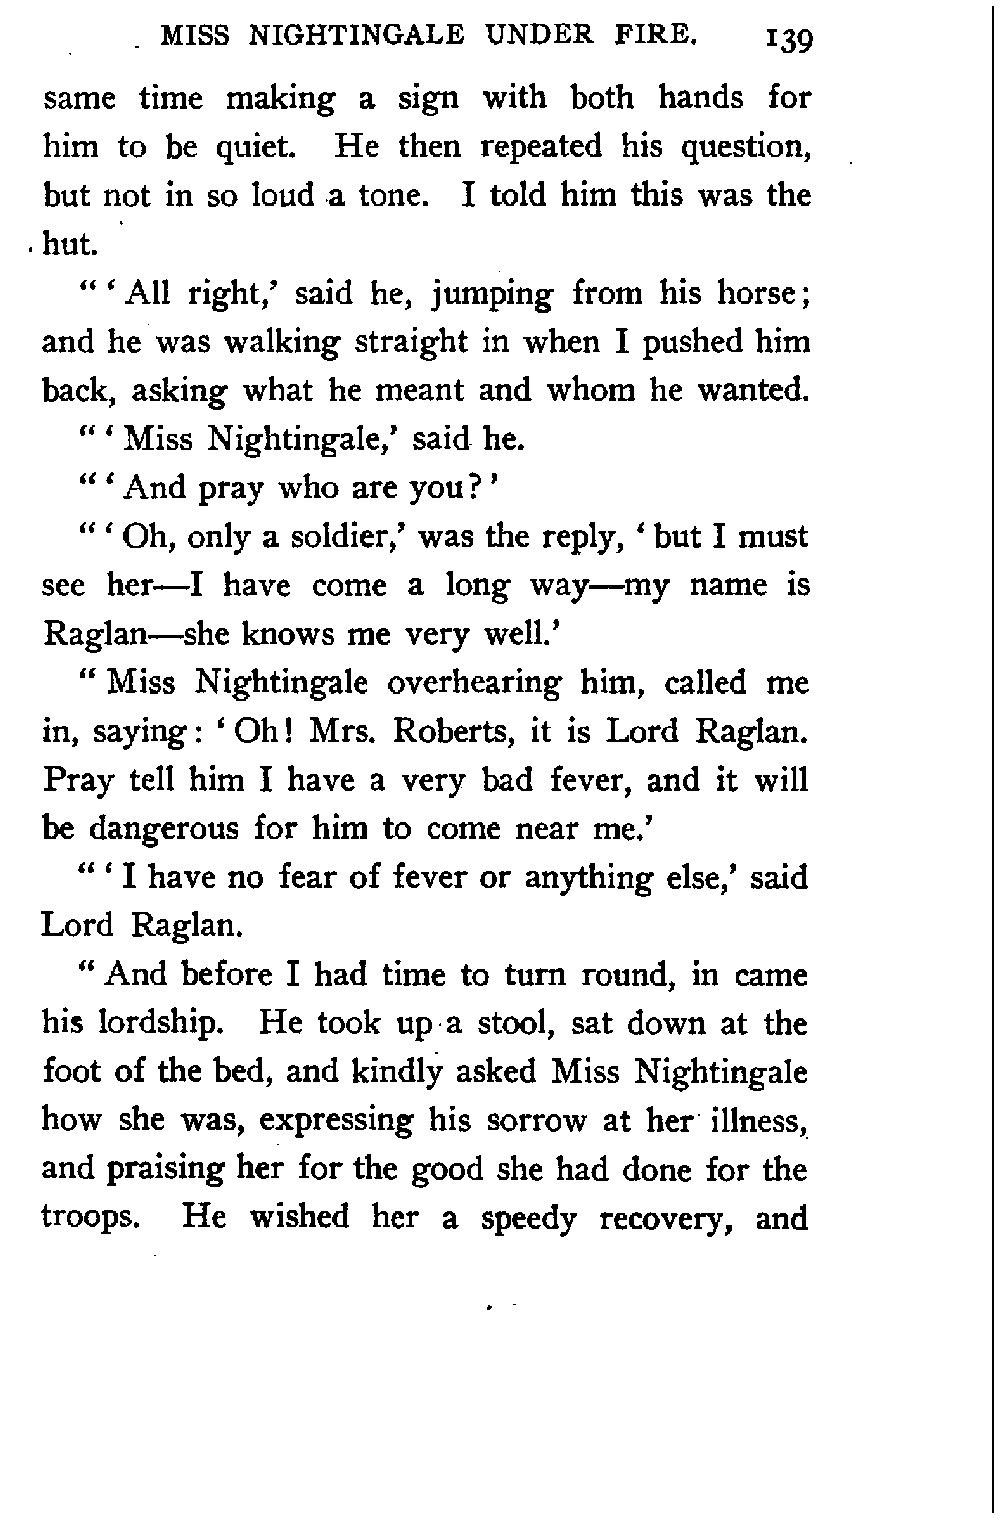 MISS NIGHTINGALE UNDER FIRE. 139
same time making a sign with both hands for
him to be quiet. He then repeated his question,
but not in so loud a tone. I told him this was the
hut.
“ ‘ All right,’ said he, jumping from his horse;
and he was walking straight in when I pushed him
back, asking what he meant and whom he wanted.
“ ‘ Miss Nightingale,’ said he.
“ ‘ And pray who are you? ’
“ ‘ Oh, only a soldier,’ was the reply, ‘ but I must
see her—I have come a long way—my name is
Raglan—she knows me very well.’
“ Miss Nightingale overhearing him, called me
in, saying: ‘ Oh! Mrs. Roberts, it is Lord Raglan.
Pray tell him I have a very bad fever, and it will
be dangerous for him to come near me.’
“ ‘ I have no fear of fever or anything else,’ said
Lord Raglan.
“ And before I had time to turn round, in came
his lordship. He took up a stool, sat down at the
foot of the bed, and kindly asked Miss Nightingale
how she was, expressing his sorrow at her illness,
and praising her for the good she had done for the
troops. He wished her a speedy recovery, and